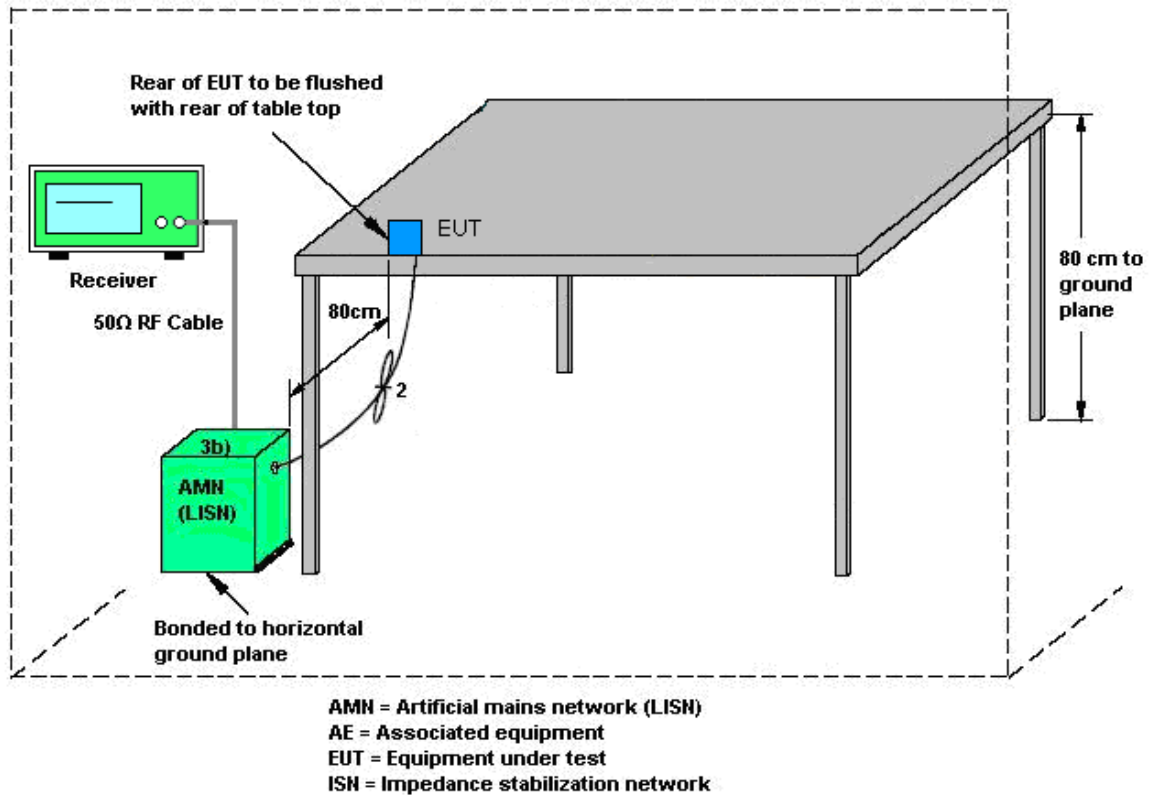 Rear of EUT to be flushed
with rear of table top
EUT
Receiver
80cm
80 cm to
ground
plane
50Ω RF Cable
2
3b)
AMN
(LISN)
Bonded to horizontal
ground plane
AMN = Artificial mains network (LISN)
AE = Associated equipment
EUT = Equipment under test
ISN = Impedance stabilization network